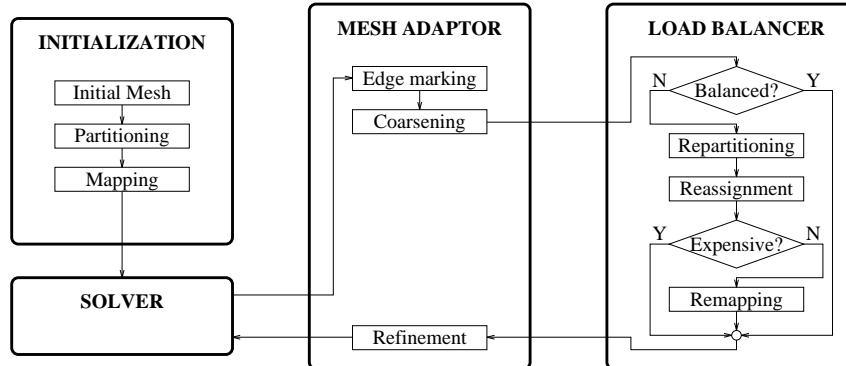 INITIALIZATION
Initial Mesh
Partitioning
Mapping
SOLVER
MESH ADAPTOR
Edge marking
Coarsening
Refinement
LOAD BALANCER
N
Balanced?
Y
Repartitioning
Reassignment
Y
Expensive?
N
Remapping